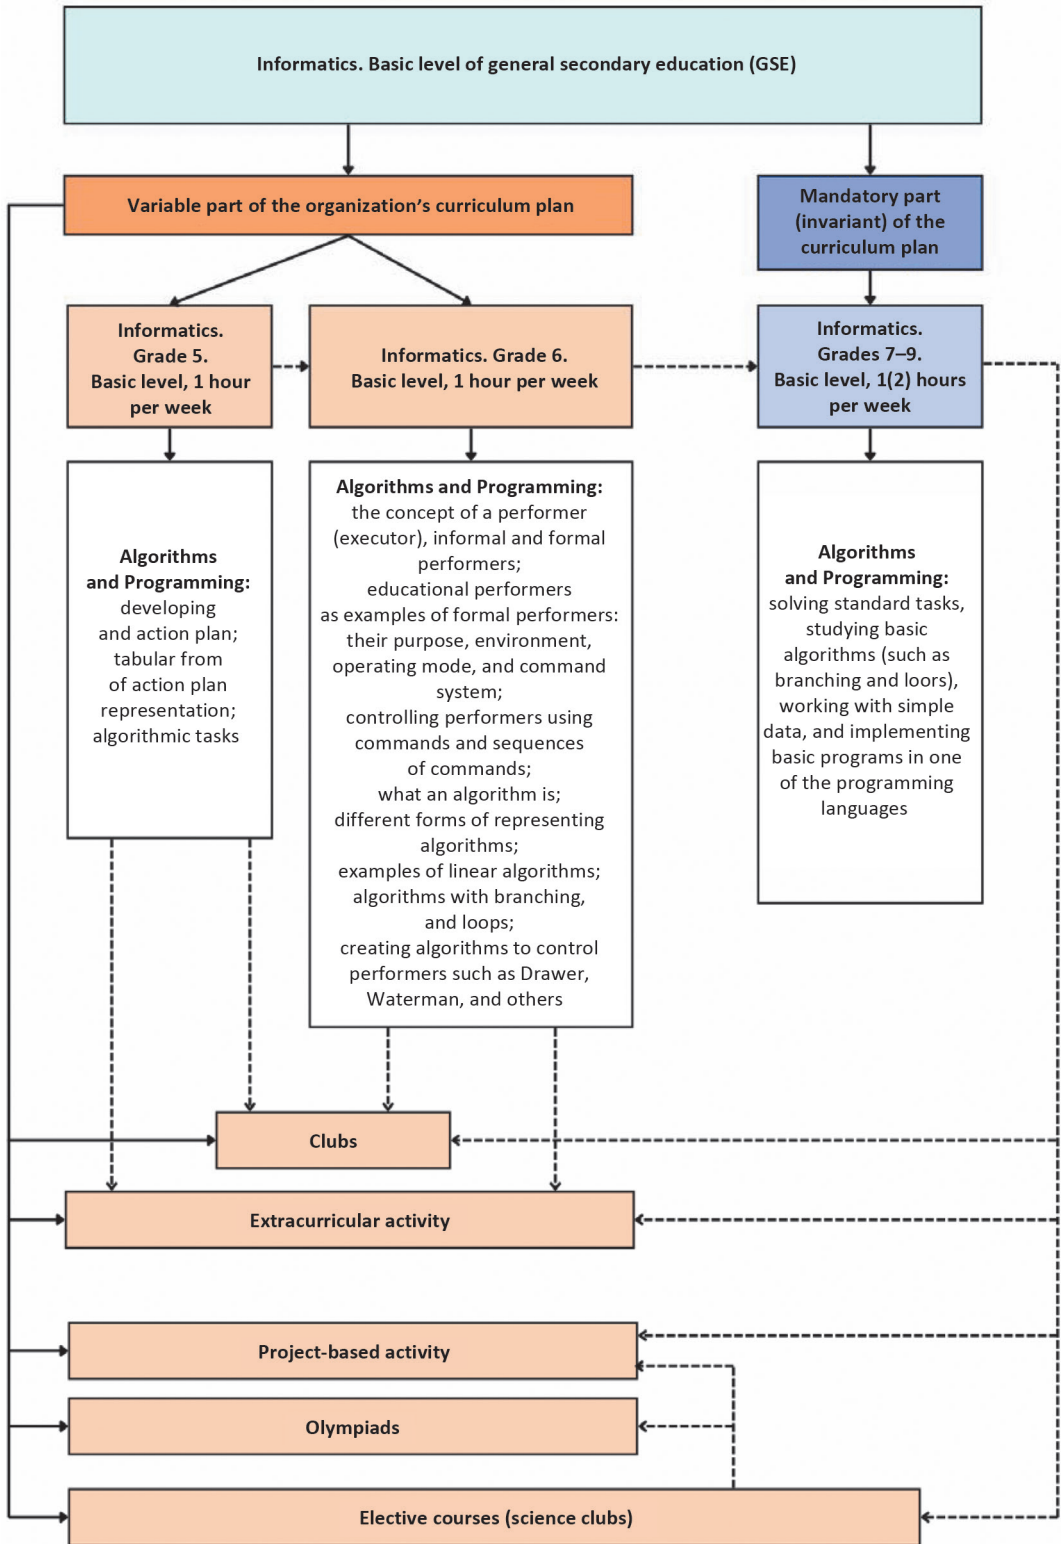 Informatics. Basic level of general secondary education (GSE)
Variable part of the organization’s curriculum plan
Mandatory part
(invariant) of the
curriculum plan
Informatics.
Grade 5.
Basic level, 1 hour
per week
Informatics. Grade 6.
Basic level, 1 hour per week
Informatics.
Grades 7–9.
Basic level, 1(2) hours
per week
Algorithms
and Programming:
developing
and action plan;
tabular from
of action plan
representation;
algorithmic tasks
Algorithms and Programming:
the concept of a performer
(executor), informal and formal
performers;
educational performers
as examples of formal performers:
their purpose, environment,
operating mode, and command
system;
controlling performers using
commands and sequences
of commands;
what an algorithm is;
different forms of representing
algorithms;
examples of linear algorithms;
algorithms with branching,
and loops;
creating algorithms to control
performers such as Drawer,
Waterman, and others
Algorithms
and Programming:
solving standard tasks,
studying basic
algorithms (such as
branching and loors),
working with simple
data, and implementing
basic programs in one
of the programming
languages
Clubs
Extracurricular activity
Project-based activity
Olympiads
Elective courses (science clubs)